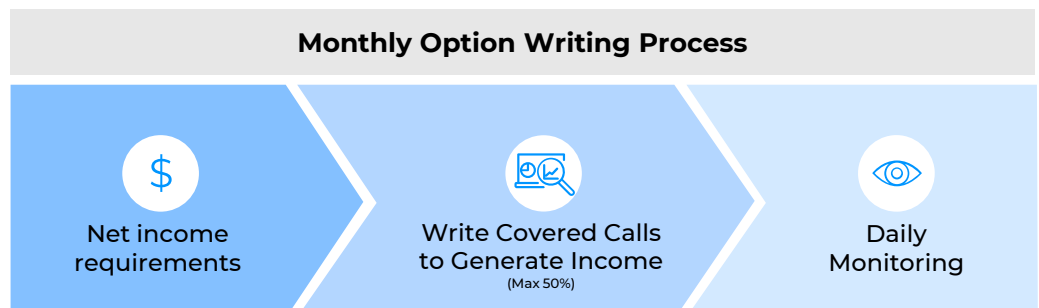 Monthly Option Writing Process
$
Net income
requirements
Write Covered Calls
to Generate Income
(Max 50%)
Daily
Monitoring